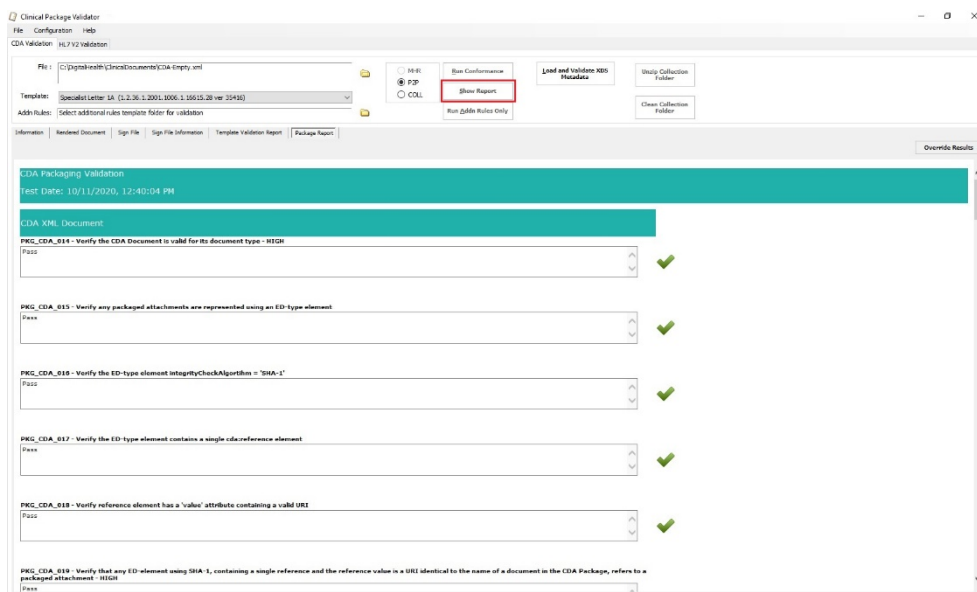 Clinical Package Validator
File Configuration Help
CDA Validation HL7 V2 Validation
File : C:\DigitalHealth\ClinicalDocuments\CDA-Empty.xml
MHR
Run Conformance
Load and Validate XDS
Metadata
Unzip Collection
Folder
P2P
Template: Specialist Letter 1A (1.2.36.1.2001.1006.1.16615.28 ver 35416)
COLL
Show Report
Clean Collection
Folder
Addn Rules: Select additional rules template folder for validation
Run Addn Rules Only
Information Rendered Document Sign File Sign File Information Template Validation Report Package Report
Override Results
CDA Packaging Validation
Test Date: 10/11/2020, 12:40:04 PM
CDA XML Document
PKG_CDA_014 - Verify the CDA Document is valid for its document type - HIGH
Pass
PKG_CDA_015 - Verify any packaged attachments are represented using an ED-type element
Pass
PKG_CDA_016 - Verify the ED-type element integrityCheckAlgortihm = 'SHA-1'
Pass
PKG_CDA_017 - Verify the ED-type element contains a single cda:reference element
Pass
PKG_CDA_018 - Verify reference element has a 'value' attribute containing a valid URI
Pass
PKG_CDA_019 - Verify that any ED-element using SHA-1, containing a single reference and the reference value is a URI identical to the name of a document in the CDA Package, refers to a
packaged attachment - HIGH
Pass